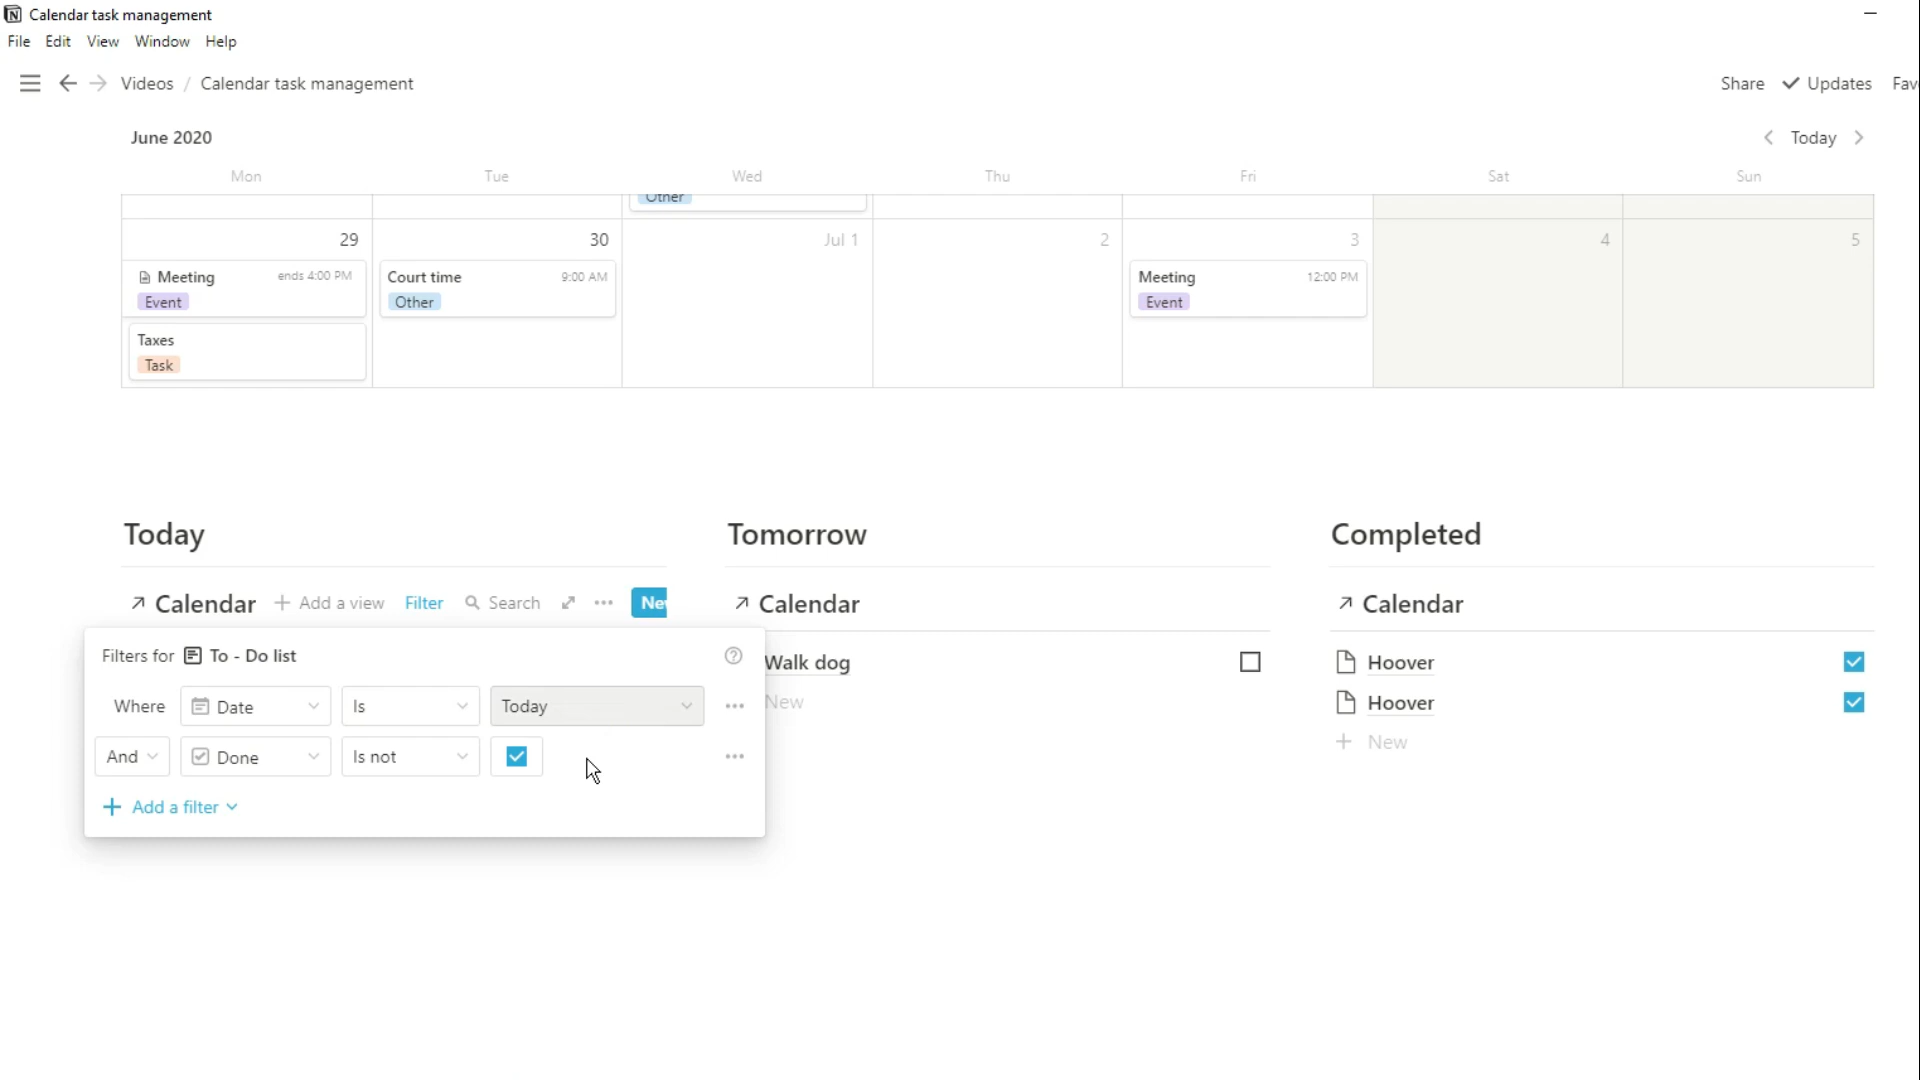 Calendar task management
File Edit View Window Help
Videos / Calendar task management
Share Updates Fav
June 2020
Today
Mon Tue Wed Thu Fri Sat Sun
Other
29 30 Jul 1 2 3 4 5
Meeting ends 4:00 PM
Event
Court time 9:00 AM
Other
Meeting 12:00 PM
Event
Taxes
Task
Today
Calendar + Add a view Filter Search ••• New
Filters for To - Do list
Where Date Is Today •••
And Done Is not •••
+ Add a filter
Tomorrow
Calendar
Walk dog
New
Completed
Calendar
Hoover
Hoover
+ New